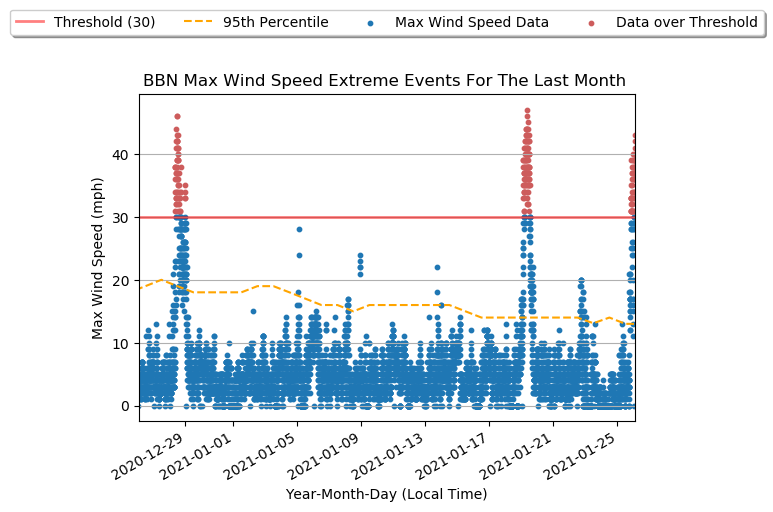 Threshold (30) 95th Percentile Max Wind Speed Data Data over Threshold
BBN Max Wind Speed Extreme Events For The Last Month
Max Wind Speed (mph)
40
30
20
10
0
2020-12-29 2021-01-01 2021-01-05 2021-01-09 2021-01-13 2021-01-17 2021-01-21 2021-01-25
Year-Month-Day (Local Time)